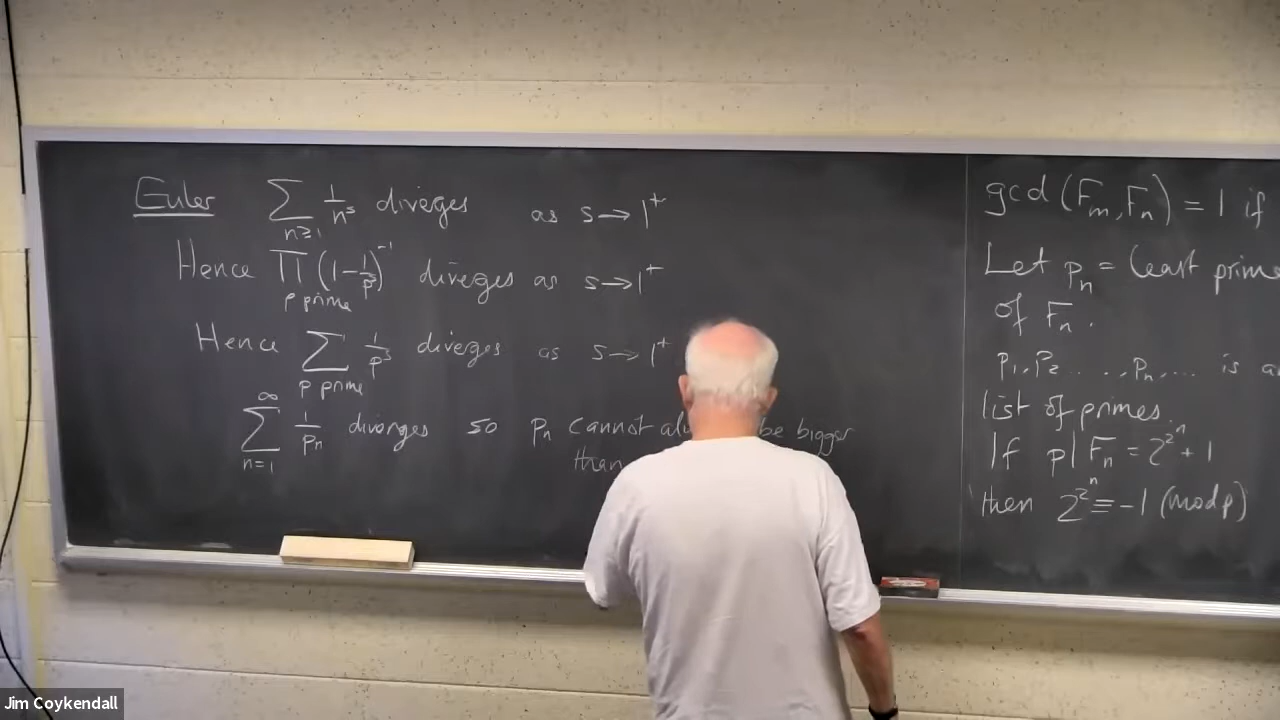 Euler ∑_{n≥1} 1/n^s diverges as s→1⁺
Hence ∏_{p prime} (1-1/p^s)^{-1} diverges as s→1⁺
Hence ∑_{p prime} 1/p^s diverges as s→1⁺
∑_{n=1}^{∞} 1/p_n diverges so p_n cannot be bigger
than
gcd(F_m, F_n) = 1 if
Let p_n = least prime
of F_n.
p_1, p_2 ...., p_n, ... is
list of primes
If p | F_n = 2^{2^n} + 1
then 2^{2^n} ≡ -1 (mod p)
Jim Coykendall